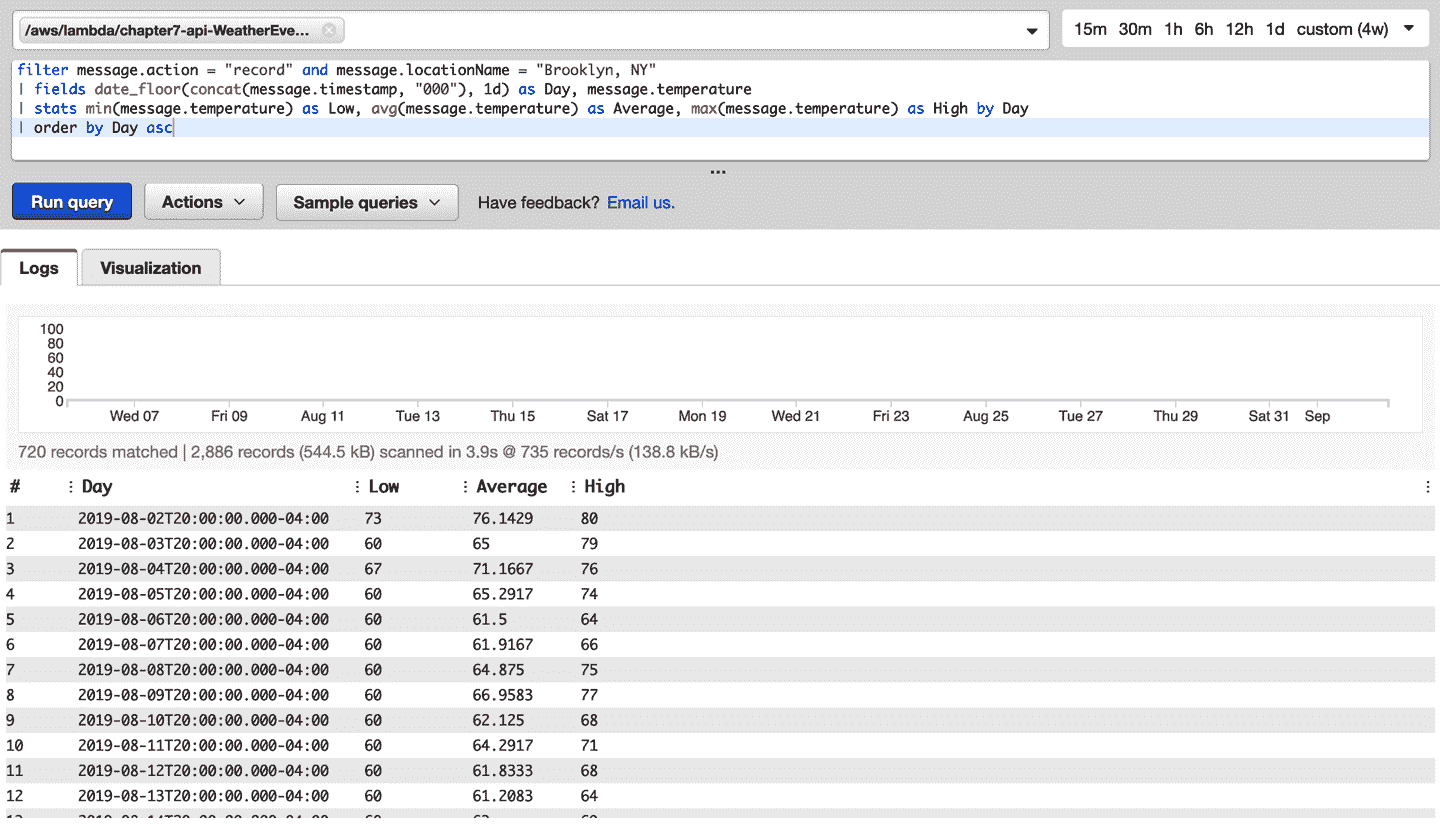 /aws/lambda/chapter7-api-WeatherEve...
15m 30m 1h 6h 12h 1d custom (4w)
filter message.action = "record" and message.locationName = "Brooklyn, NY"
| fields date_floor(concat(message.timestamp, "000"), 1d) as Day, message.temperature
| stats min(message.temperature) as Low, avg(message.temperature) as Average, max(message.temperature) as High by Day
| order by Day asc
Run query Actions Sample queries Have feedback? Email us.
Logs Visualization
100
80
60
40
20
0
Wed 07 Fri 09 Aug 11 Tue 13 Thu 15 Sat 17 Mon 19 Wed 21 Fri 23 Aug 25 Tue 27 Thu 29 Sat 31 Sep
720 records matched | 2,886 records (544.5 kB) scanned in 3.9s @ 735 records/s (138.8 kB/s)
# Day Low Average High
1 2019-08-02T20:00:00.000-04:00 73 76.1429 80
2 2019-08-03T20:00:00.000-04:00 60 65 79
3 2019-08-04T20:00:00.000-04:00 67 71.1667 76
4 2019-08-05T20:00:00.000-04:00 60 65.2917 74
5 2019-08-06T20:00:00.000-04:00 60 61.5 64
6 2019-08-07T20:00:00.000-04:00 60 61.9167 66
7 2019-08-08T20:00:00.000-04:00 60 64.875 75
8 2019-08-09T20:00:00.000-04:00 60 66.9583 77
9 2019-08-10T20:00:00.000-04:00 60 62.125 68
10 2019-08-11T20:00:00.000-04:00 60 64.2917 71
11 2019-08-12T20:00:00.000-04:00 60 61.8333 68
12 2019-08-13T20:00:00.000-04:00 60 61.2083 64